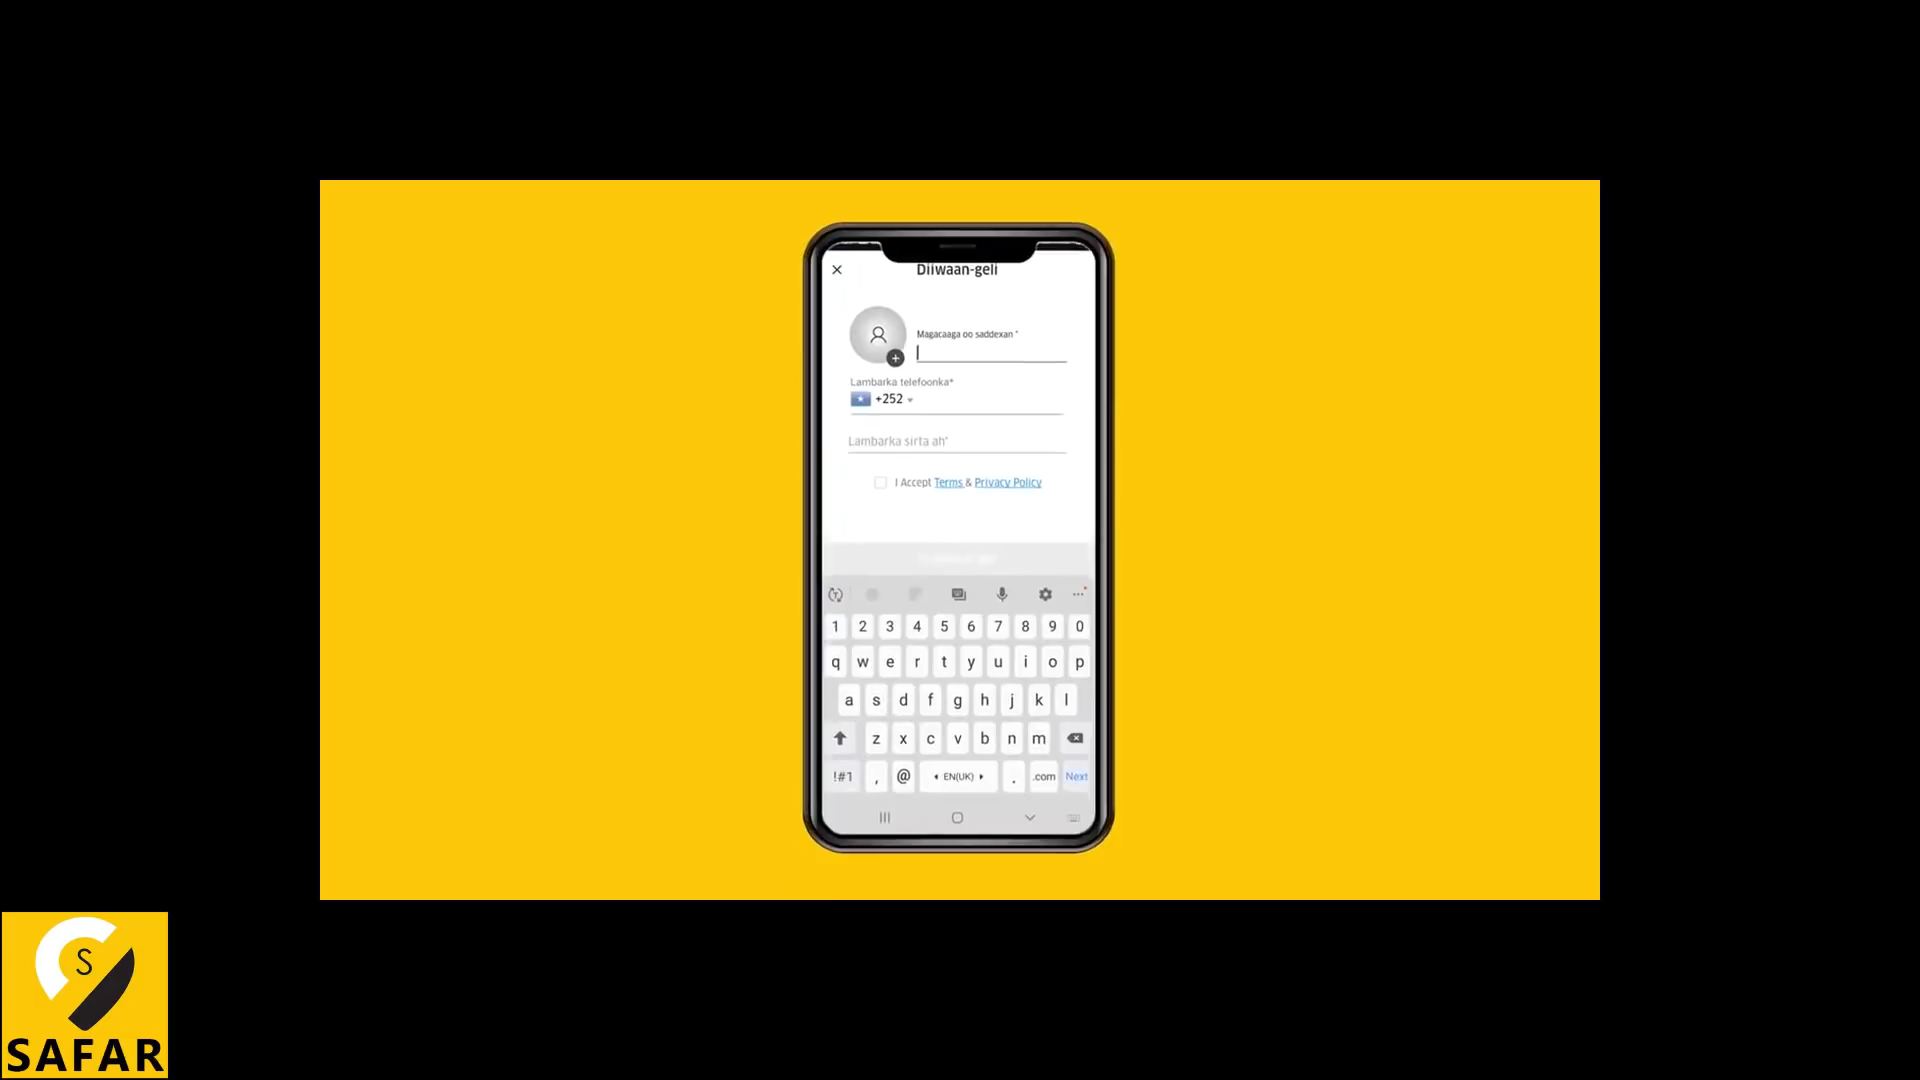 Diiwaan-geli
Magacaaga oo saddexan *
Lambarka telefoonka*
+252
Lambarka sirta ah*
I Accept Terms & Privacy Policy
1 2 3 4 5 6 7 8 9 0
q w e r t y u i o p
a s d f g h j k l
z x c v b n m
!#1 , @ EN(UK) . .com Next
S
SAFAR